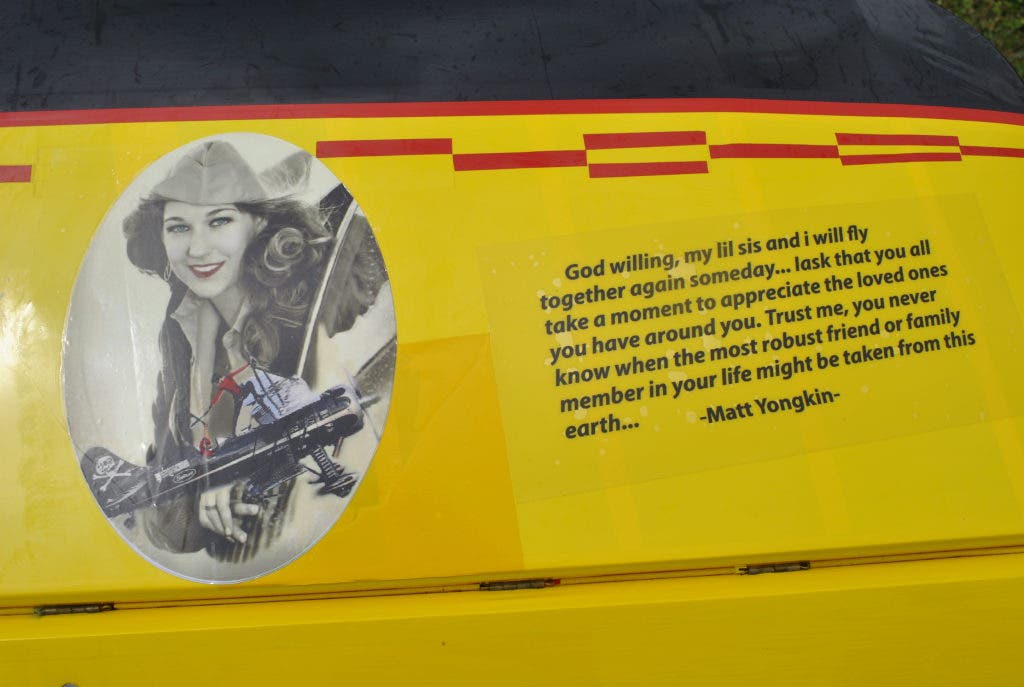 God willing, my lil sis and i will fly
together again someday... Iask that you all
take a moment to appreciate the loved ones
you have around you. Trust me, you never
know when the most robust friend or family
member in your life might be taken from this
earth... -Matt Yongkin-